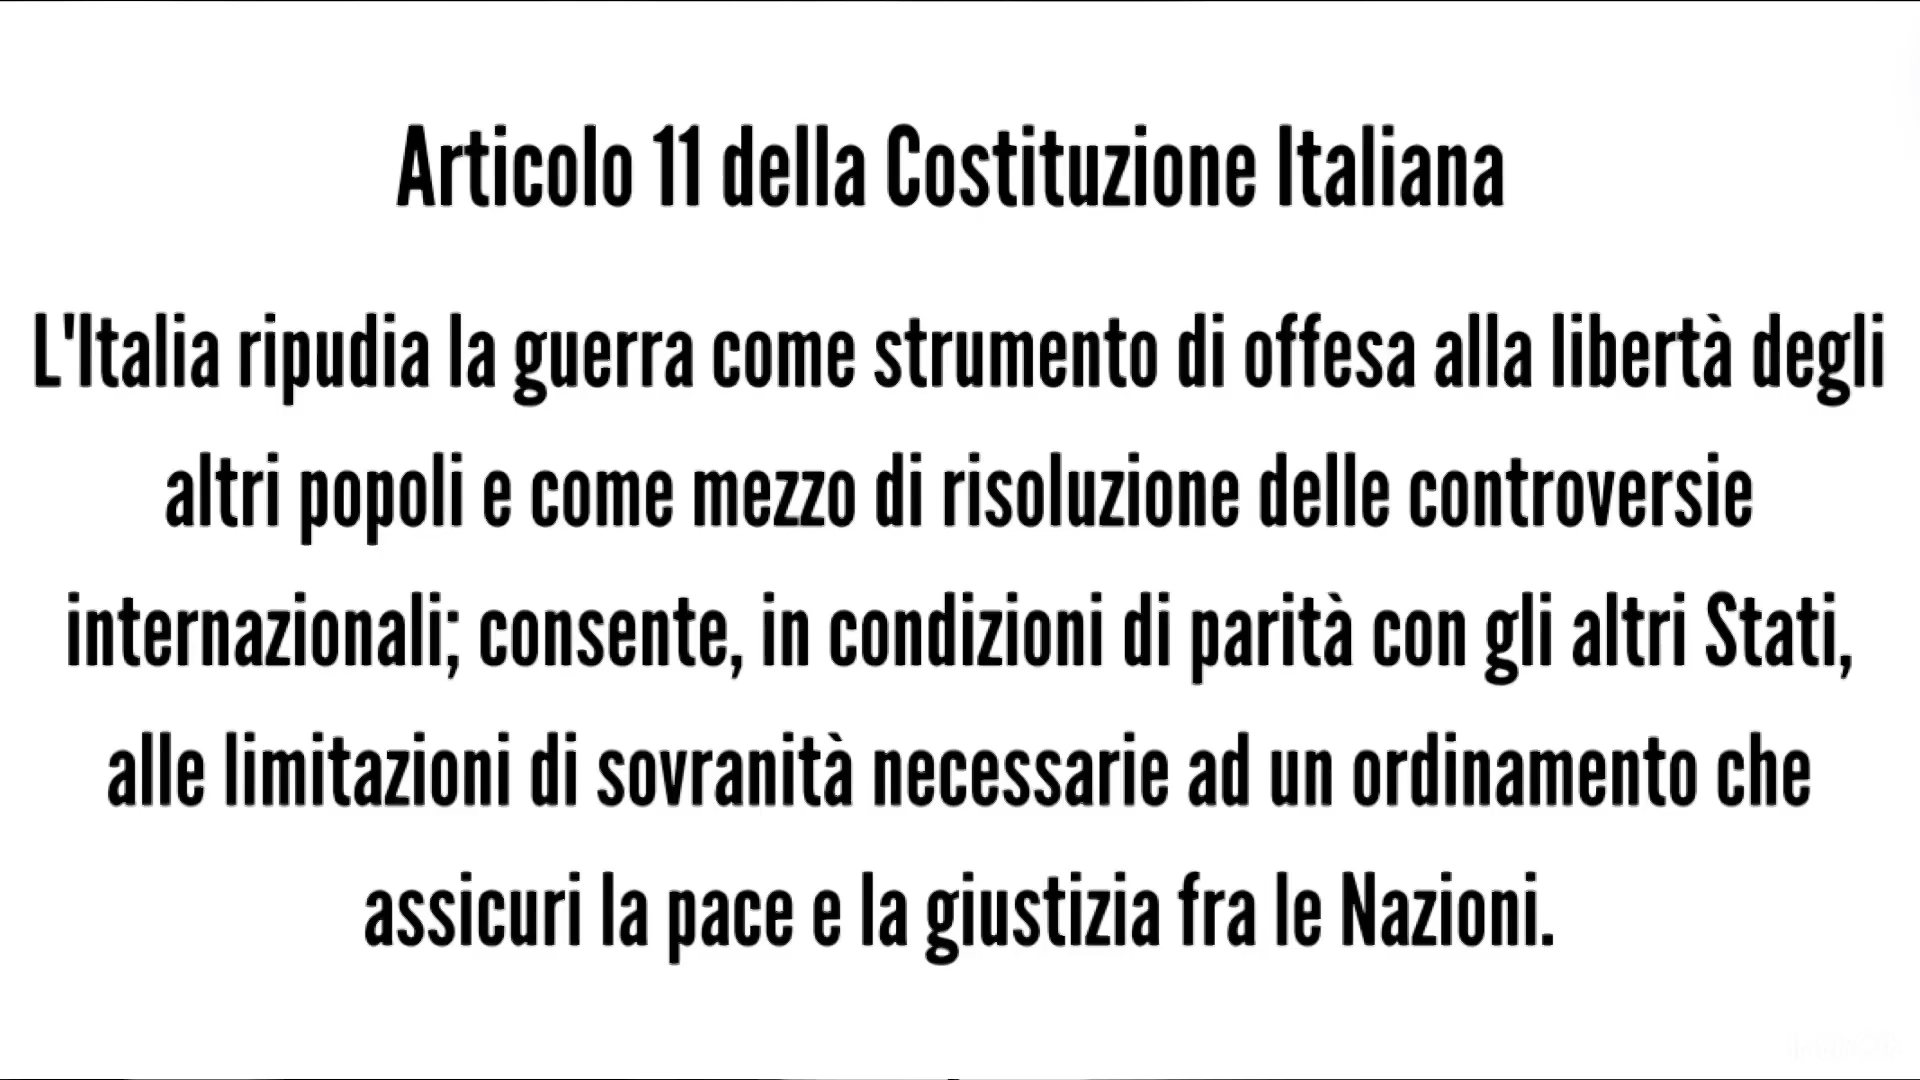 Articolo 11 della Costituzione Italiana
L'Italia ripudia la guerra come strumento di offesa alla libertà degli
altri popoli e come mezzo di risoluzione delle controversie
internazionali; consente, in condizioni di parità con gli altri Stati,
alle limitazioni di sovranità necessarie ad un ordinamento che
assicuri la pace e la giustizia fra le Nazioni.